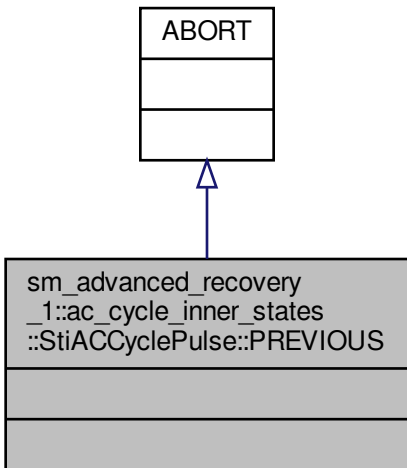 ABORT
sm_advanced_recovery
_1::ac_cycle_inner_states
::StiACCyclePulse::PREVIOUS